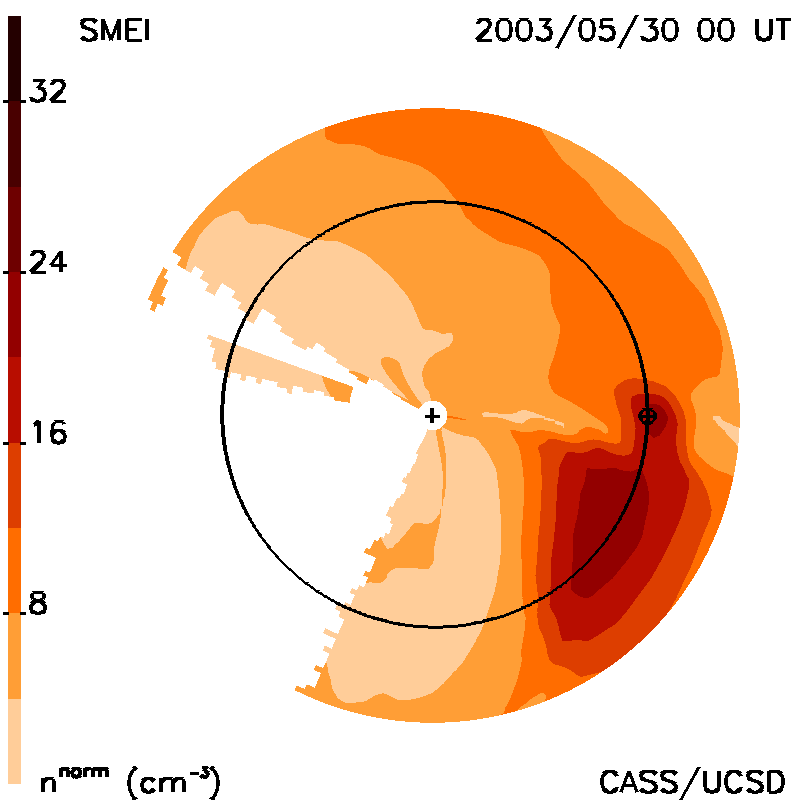 SMEI 2003/05/30 00 UT
32
24
16
8
n^norm (cm^-3) CASS/UCSD